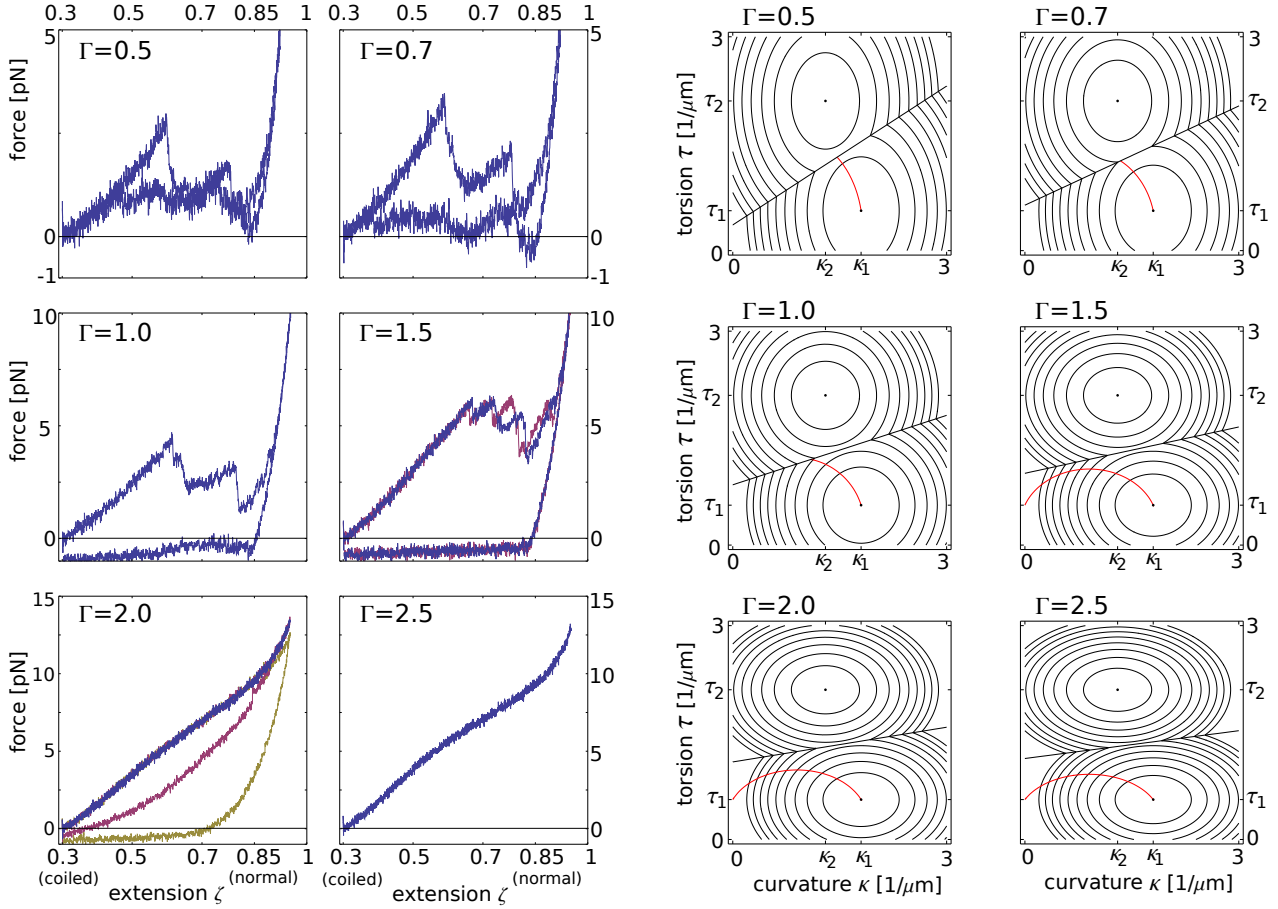 0.3 0.5 0.7 0.85 1
0.3 0.5 0.7 0.85 1
Γ=0.5
5
0
-1
force [pN]
Γ=0.7
5
0
-1
Γ=1.0
10
5
0
force [pN]
Γ=1.5
10
5
0
Γ=2.0
15
10
5
0
force [pN]
0.3 0.5 0.7 0.85 1
(coiled) (normal)
extension ζ
Γ=2.5
15
10
5
0
0.3 0.5 0.7 0.85 1
(coiled) (normal)
extension ζ
Γ=0.5
3
τ2
τ1
0
torsion τ [1/μm]
0 κ2 κ1 3
Γ=0.7
3
τ2
τ1
0
0 κ2 κ1 3
Γ=1.0
3
τ2
τ1
0
torsion τ [1/μm]
0 κ2 κ1 3
Γ=1.5
3
τ2
τ1
0
0 κ2 κ1 3
Γ=2.0
3
τ2
τ1
0
torsion τ [1/μm]
0 κ2 κ1 3
curvature κ [1/μm]
Γ=2.5
3
τ2
τ1
0
0 κ2 κ1 3
curvature κ [1/μm]